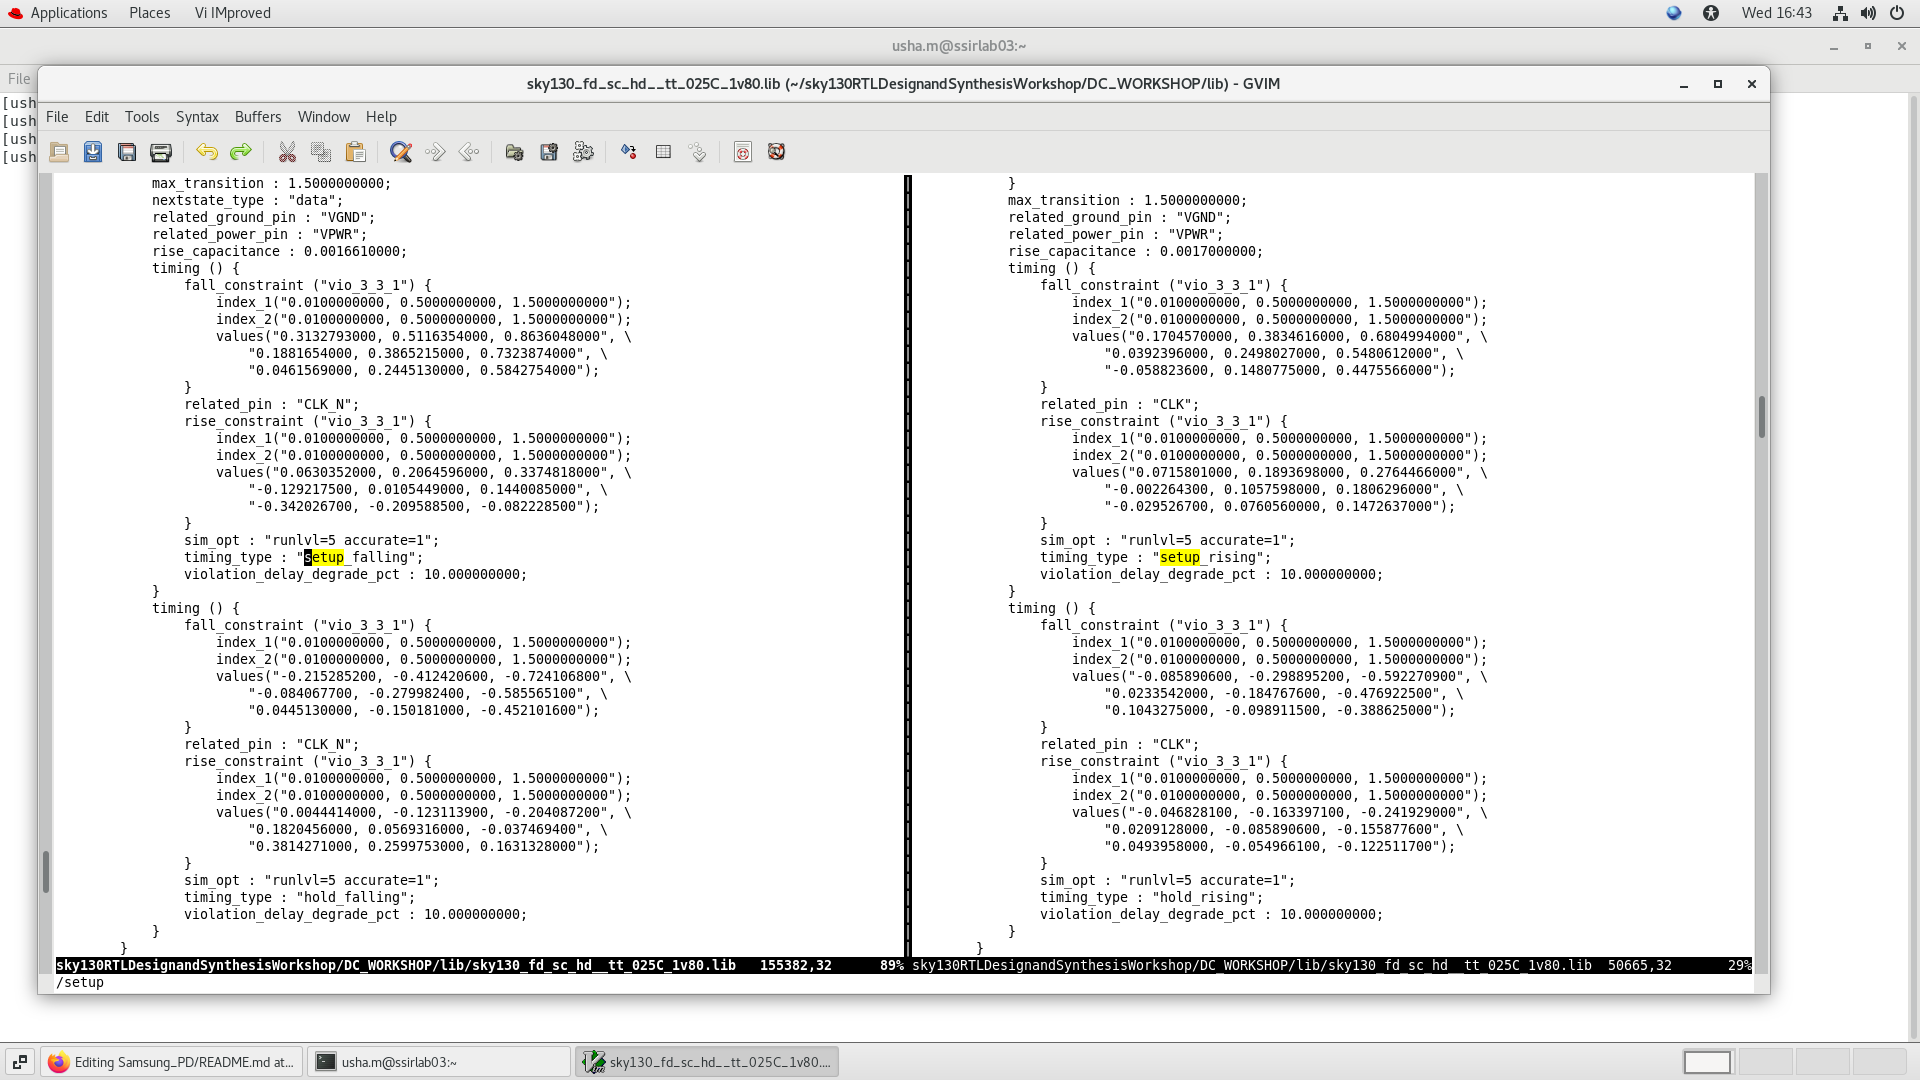 Applications Places Vi IMproved Wed 16:43
usha.m@ssirlab03:~
File
[ush
[ush
[ush
[ush
sky130_fd_sc_hd__tt_025C_1v80.lib (~/sky130RTLDesignandSynthesisWorkshop/DC_WORKSHOP/lib) - GVIM
File Edit Tools Syntax Buffers Window Help
max_transition : 1.5000000000;
nextstate_type : "data";
related_ground_pin : "VGND";
related_power_pin : "VPWR";
rise_capacitance : 0.0016610000;
timing () {
fall_constraint ("vio_3_3_1") {
index_1("0.0100000000, 0.5000000000, 1.5000000000");
index_2("0.0100000000, 0.5000000000, 1.5000000000");
values("0.3132793000, 0.5116354000, 0.8636048000", \
"0.1881654000, 0.3865215000, 0.7323874000", \
"0.0461569000, 0.2445130000, 0.5842754000");
}
related_pin : "CLK_N";
rise_constraint ("vio_3_3_1") {
index_1("0.0100000000, 0.5000000000, 1.5000000000");
index_2("0.0100000000, 0.5000000000, 1.5000000000");
values("0.0630352000, 0.2064596000, 0.3374818000", \
"-0.129217500, 0.0105449000, 0.1440085000", \
"-0.342026700, -0.209588500, -0.082228500");
}
sim_opt : "runlvl=5 accurate=1";
timing_type : "setup_falling";
violation_delay_degrade_pct : 10.000000000;
}
timing () {
fall_constraint ("vio_3_3_1") {
index_1("0.0100000000, 0.5000000000, 1.5000000000");
index_2("0.0100000000, 0.5000000000, 1.5000000000");
values("-0.215285200, -0.412420600, -0.724106800", \
"-0.084067700, -0.279982400, -0.585565100", \
"0.0445130000, -0.150181000, -0.452101600");
}
related_pin : "CLK_N";
rise_constraint ("vio_3_3_1") {
index_1("0.0100000000, 0.5000000000, 1.5000000000");
index_2("0.0100000000, 0.5000000000, 1.5000000000");
values("0.0044414000, -0.123113900, -0.204087200", \
"0.1820456000, 0.0569316000, -0.037469400", \
"0.3814271000, 0.2599753000, 0.1631328000");
}
sim_opt : "runlvl=5 accurate=1";
timing_type : "hold_falling";
violation_delay_degrade_pct : 10.000000000;
}
}
sky130RTLDesignandSynthesisWorkshop/DC_WORKSHOP/lib/sky130_fd_sc_hd__tt_025C_1v80.lib 155382,32 89%
}
max_transition : 1.5000000000;
related_ground_pin : "VGND";
related_power_pin : "VPWR";
rise_capacitance : 0.0017000000;
timing () {
fall_constraint ("vio_3_3_1") {
index_1("0.0100000000, 0.5000000000, 1.5000000000");
index_2("0.0100000000, 0.5000000000, 1.5000000000");
values("0.1704570000, 0.3834616000, 0.6804994000", \
"0.0392396000, 0.2498027000, 0.5480612000", \
"-0.058823600, 0.1480775000, 0.4475566000");
}
related_pin : "CLK";
rise_constraint ("vio_3_3_1") {
index_1("0.0100000000, 0.5000000000, 1.5000000000");
index_2("0.0100000000, 0.5000000000, 1.5000000000");
values("0.0715801000, 0.1893698000, 0.2764466000", \
"-0.002264300, 0.1057598000, 0.1806296000", \
"-0.029526700, 0.0760560000, 0.1472637000");
}
sim_opt : "runlvl=5 accurate=1";
timing_type : "setup_rising";
violation_delay_degrade_pct : 10.000000000;
}
timing () {
fall_constraint ("vio_3_3_1") {
index_1("0.0100000000, 0.5000000000, 1.5000000000");
index_2("0.0100000000, 0.5000000000, 1.5000000000");
values("-0.085890600, -0.298895200, -0.592270900", \
"0.0233542000, -0.184767600, -0.476922500", \
"0.1043275000, -0.098911500, -0.388625000");
}
related_pin : "CLK";
rise_constraint ("vio_3_3_1") {
index_1("0.0100000000, 0.5000000000, 1.5000000000");
index_2("0.0100000000, 0.5000000000, 1.5000000000");
values("-0.046828100, -0.163397100, -0.241929000", \
"0.0209128000, -0.085890600, -0.155877600", \
"0.0493958000, -0.054966100, -0.122511700");
}
sim_opt : "runlvl=5 accurate=1";
timing_type : "hold_rising";
violation_delay_degrade_pct : 10.000000000;
}
}
sky130RTLDesignandSynthesisWorkshop/DC_WORKSHOP/lib/sky130_fd_sc_hd__tt_025C_1v80.lib 50665,32 29%
/setup
Editing Samsung_PD/README.md at... usha.m@ssirlab03:~ sky130_fd_sc_hd__tt_025C_1v80....